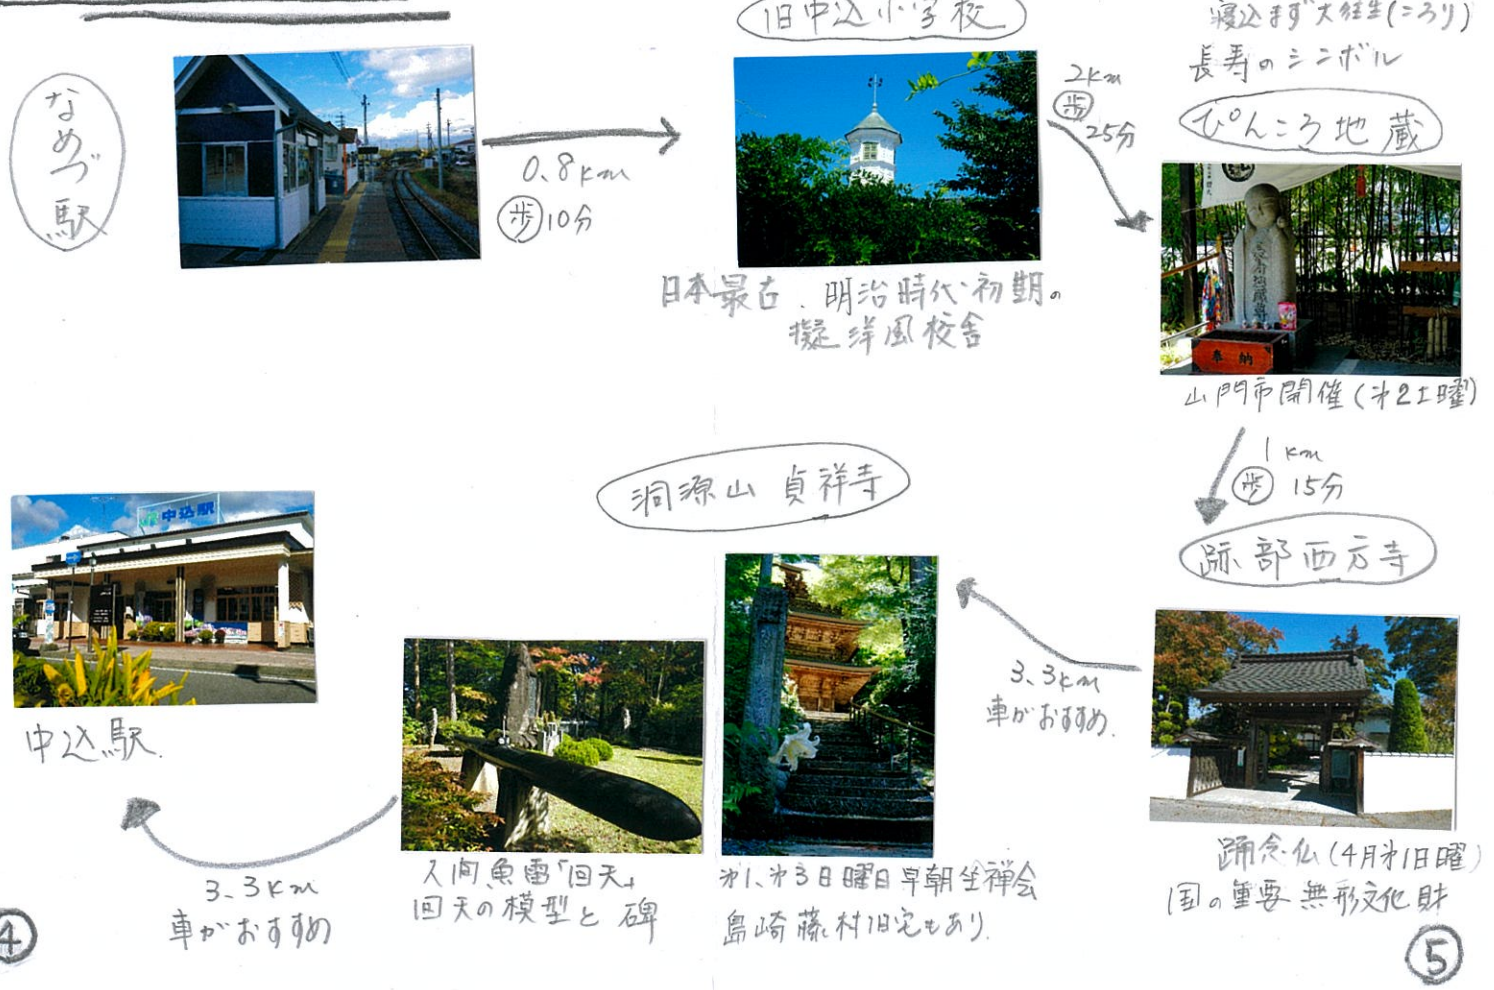 旧中込小学校
寝込まず大往生(ころり)
長寿のシンボル
なめづ駅
0.8km
歩10分
2km
歩
25分
ぴんころ地蔵
日本最古、明治時代初期の
擬洋風校舎
奉納
山門市開催(第2土曜)
1km
歩 15分
洞源山 貞祥寺
跡部西方寺
JR中込駅
中込駅
3.3km
車がおすすめ
踊念仏(4月第1日曜)
国の重要無形文化財
第1、第3日曜日早朝坐禅会
島崎藤村旧宅もあり
人間魚雷「回天」
回天の模型と碑
3.3km
車がおすすめ
4
5